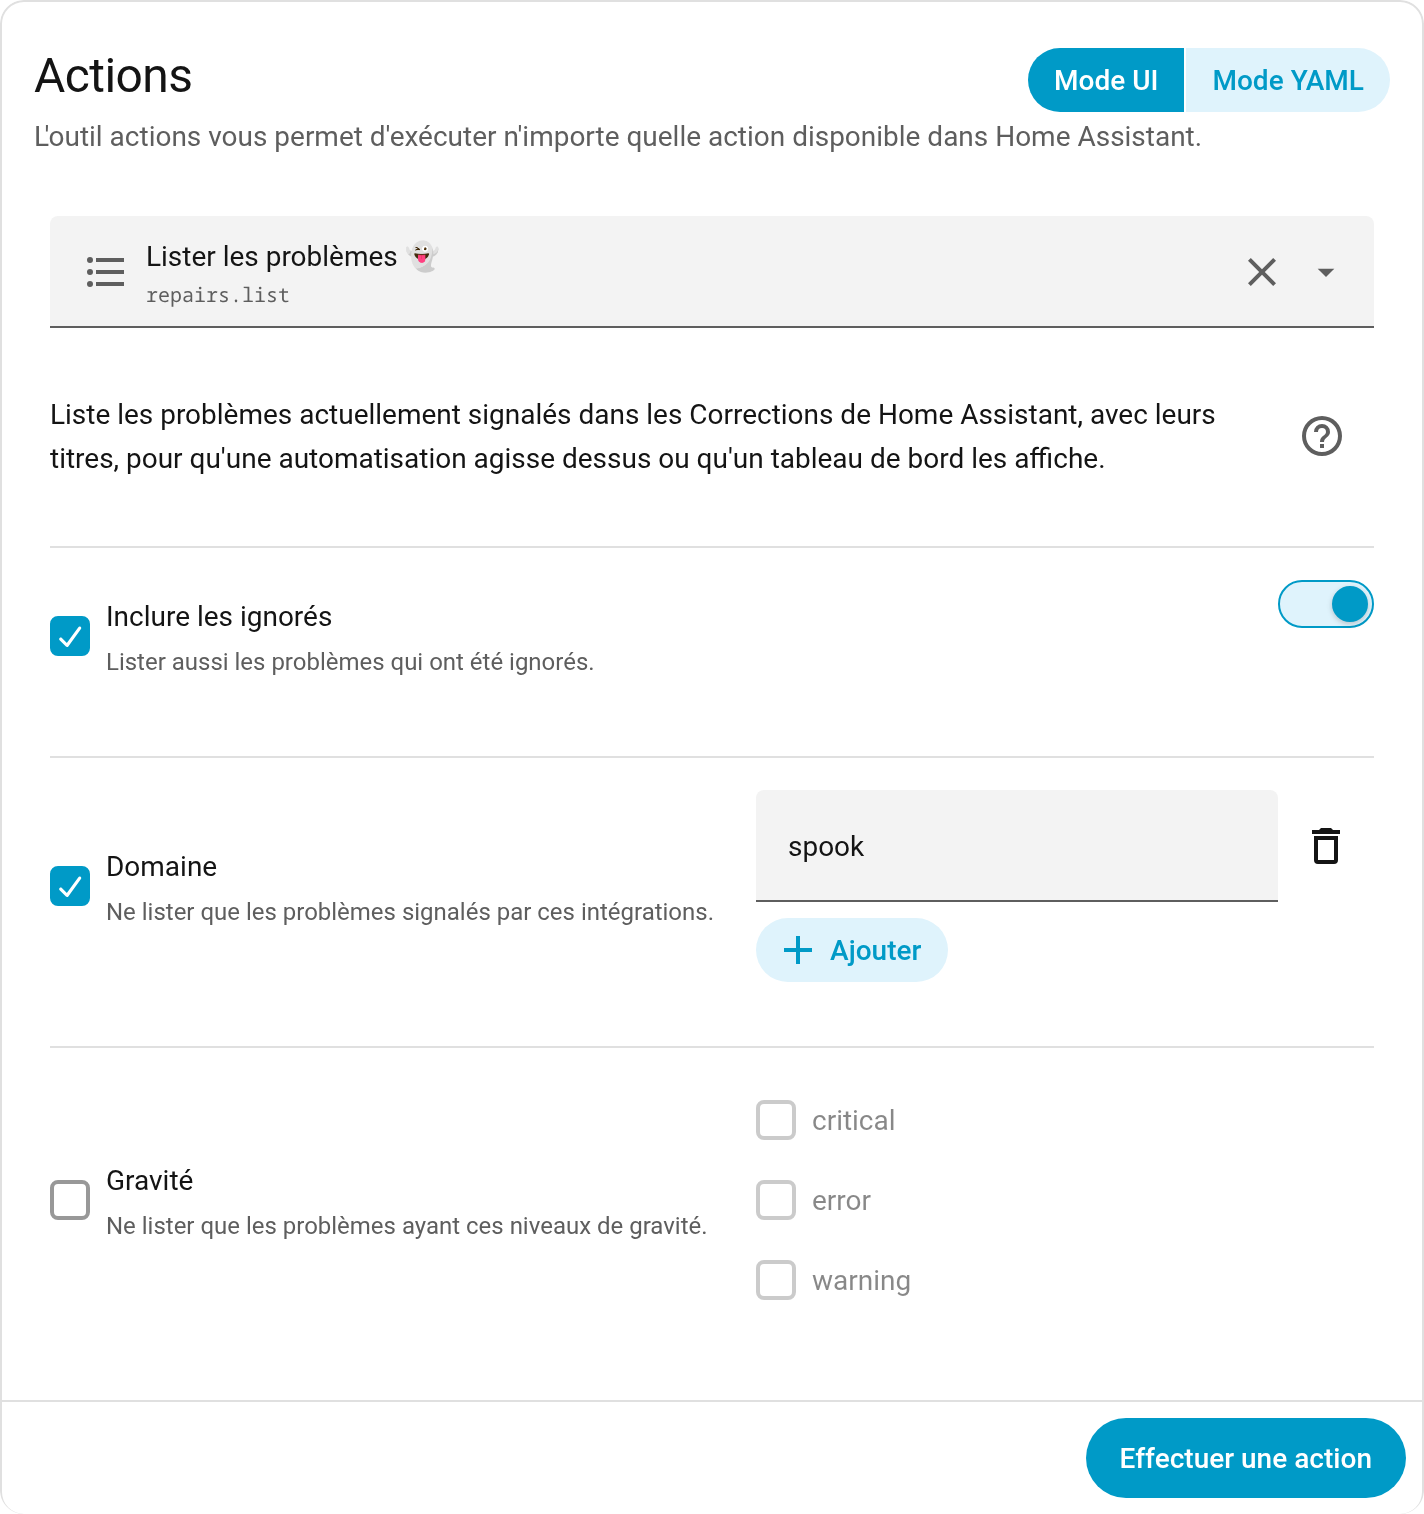 Actions
Mode UI
Mode YAML
L'outil actions vous permet d'exécuter n'importe quelle action disponible dans Home Assistant.
Lister les problèmes 👻
repairs.list
Liste les problèmes actuellement signalés dans les Corrections de Home Assistant, avec leurs
titres, pour qu'une automatisation agisse dessus ou qu'un tableau de bord les affiche.
Inclure les ignorés
Lister aussi les problèmes qui ont été ignorés.
Domaine
Ne lister que les problèmes signalés par ces intégrations.
spook
Ajouter
Gravité
Ne lister que les problèmes ayant ces niveaux de gravité.
critical
error
warning
Effectuer une action